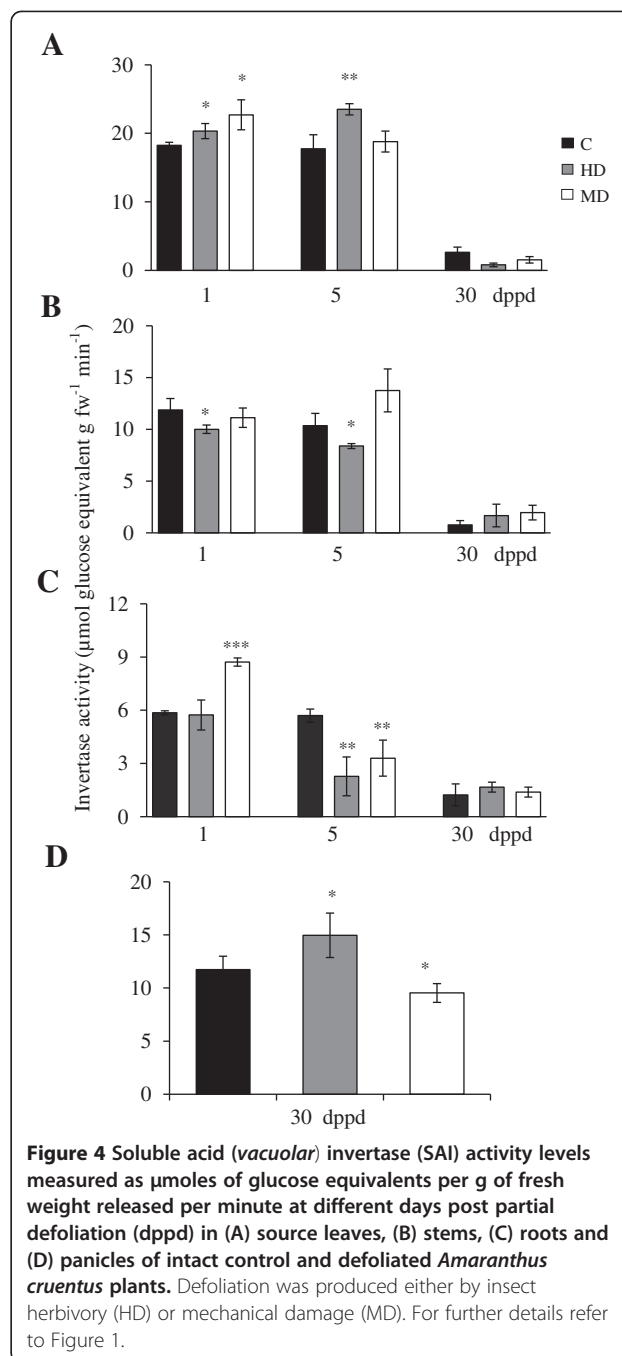 A
30
20
10
0
* * **
C
HD
MD
1 5 30 dppd
B
20
15
10
5
0
* *
1 5 30 dppd
Invertase activity (μmol glucose equivalent g fw⁻¹ min⁻¹)
C
12
9
6
3
0
*** ** **
1 5 30 dppd
D
20
15
10
5
0
* *
30 dppd
Figure 4 Soluble acid (vacuolar) invertase (SAI) activity levels
measured as μmoles of glucose equivalents per g of fresh
weight released per minute at different days post partial
defoliation (dppd) in (A) source leaves, (B) stems, (C) roots and
(D) panicles of intact control and defoliated Amaranthus
cruentus plants. Defoliation was produced either by insect
herbivory (HD) or mechanical damage (MD). For further details refer
to Figure 1.